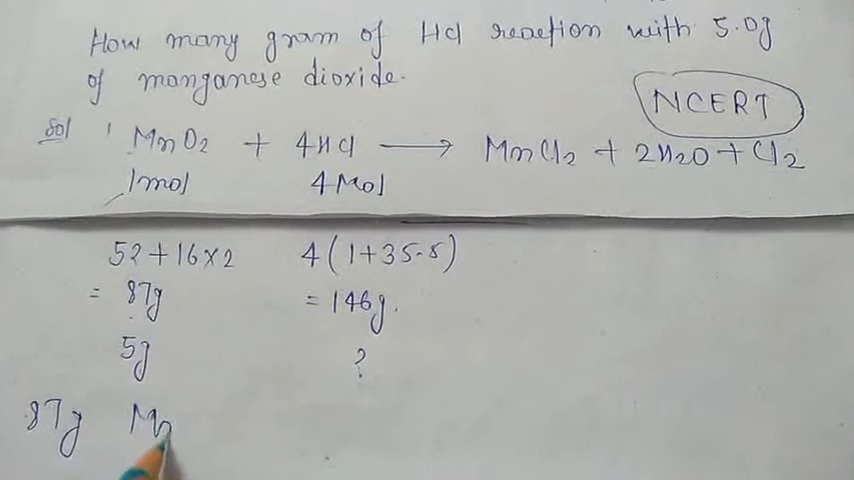 How many gram of HCl reaction with 5.0g
of manganese dioxide.
NCERT
Sol MnO2 + 4HCl → MnCl2 + 2H2O + Cl2
1mol 4Mol
52+16×2 4(1+35.5)
= 87g = 146g.
5g ?
87g Mn